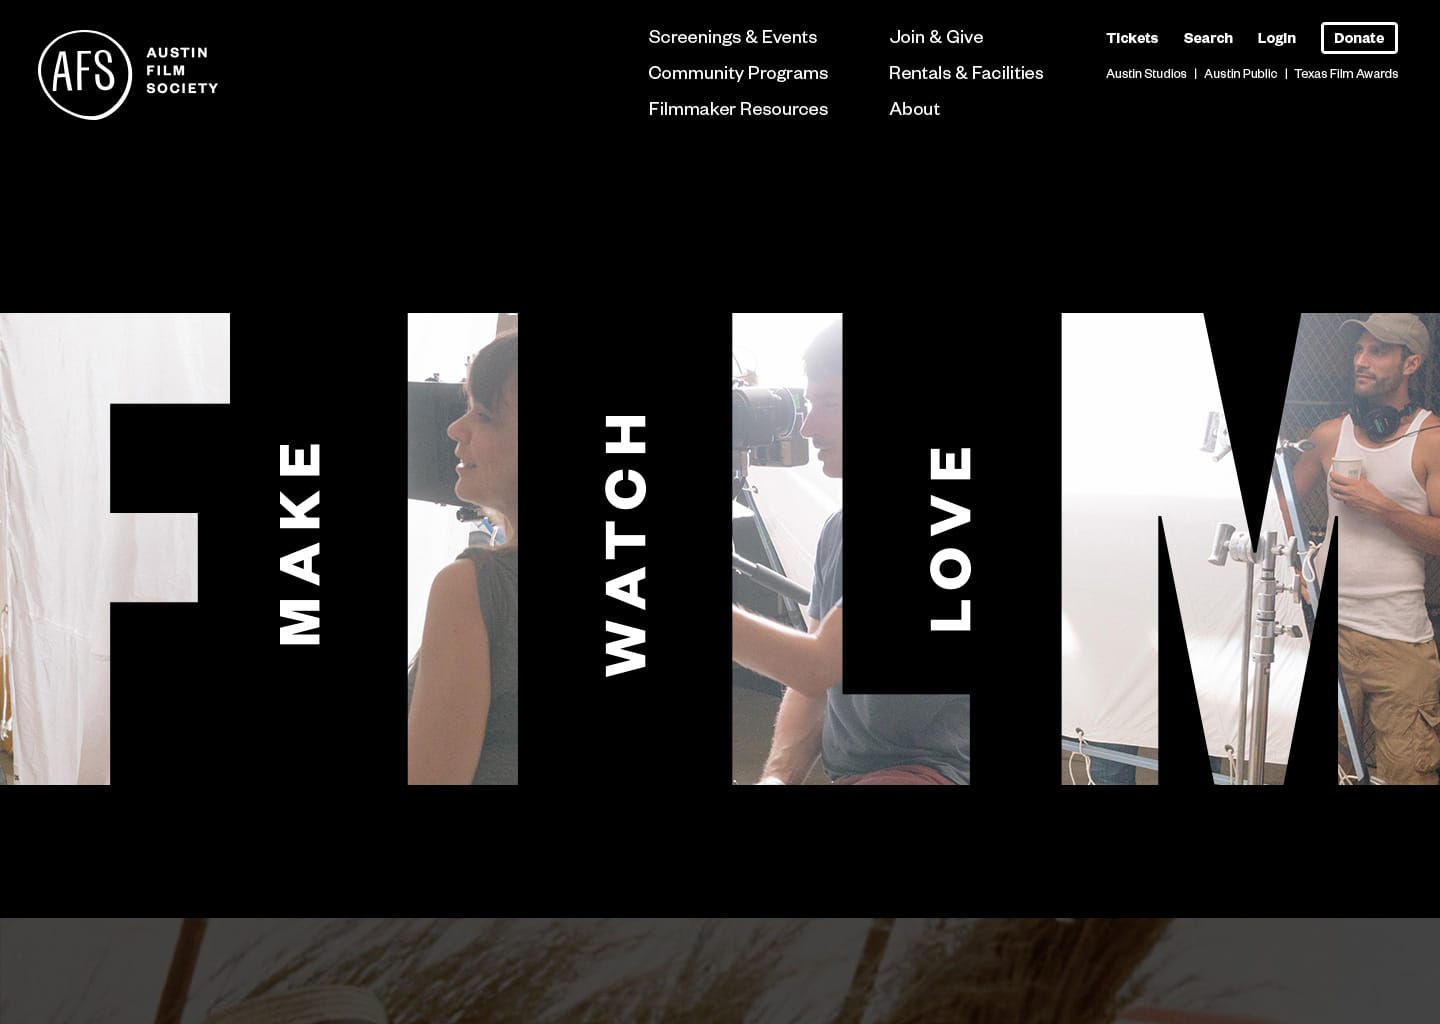 AFS
AUSTIN
FILM
SOCIETY
Screenings & Events
Community Programs
Filmmaker Resources
Join & Give
Rentals & Facilities
About
Tickets
Search
Login
Donate
Austin Studios | Austin Public | Texas Film Awards
FILM
MAKE
WATCH
LOVE